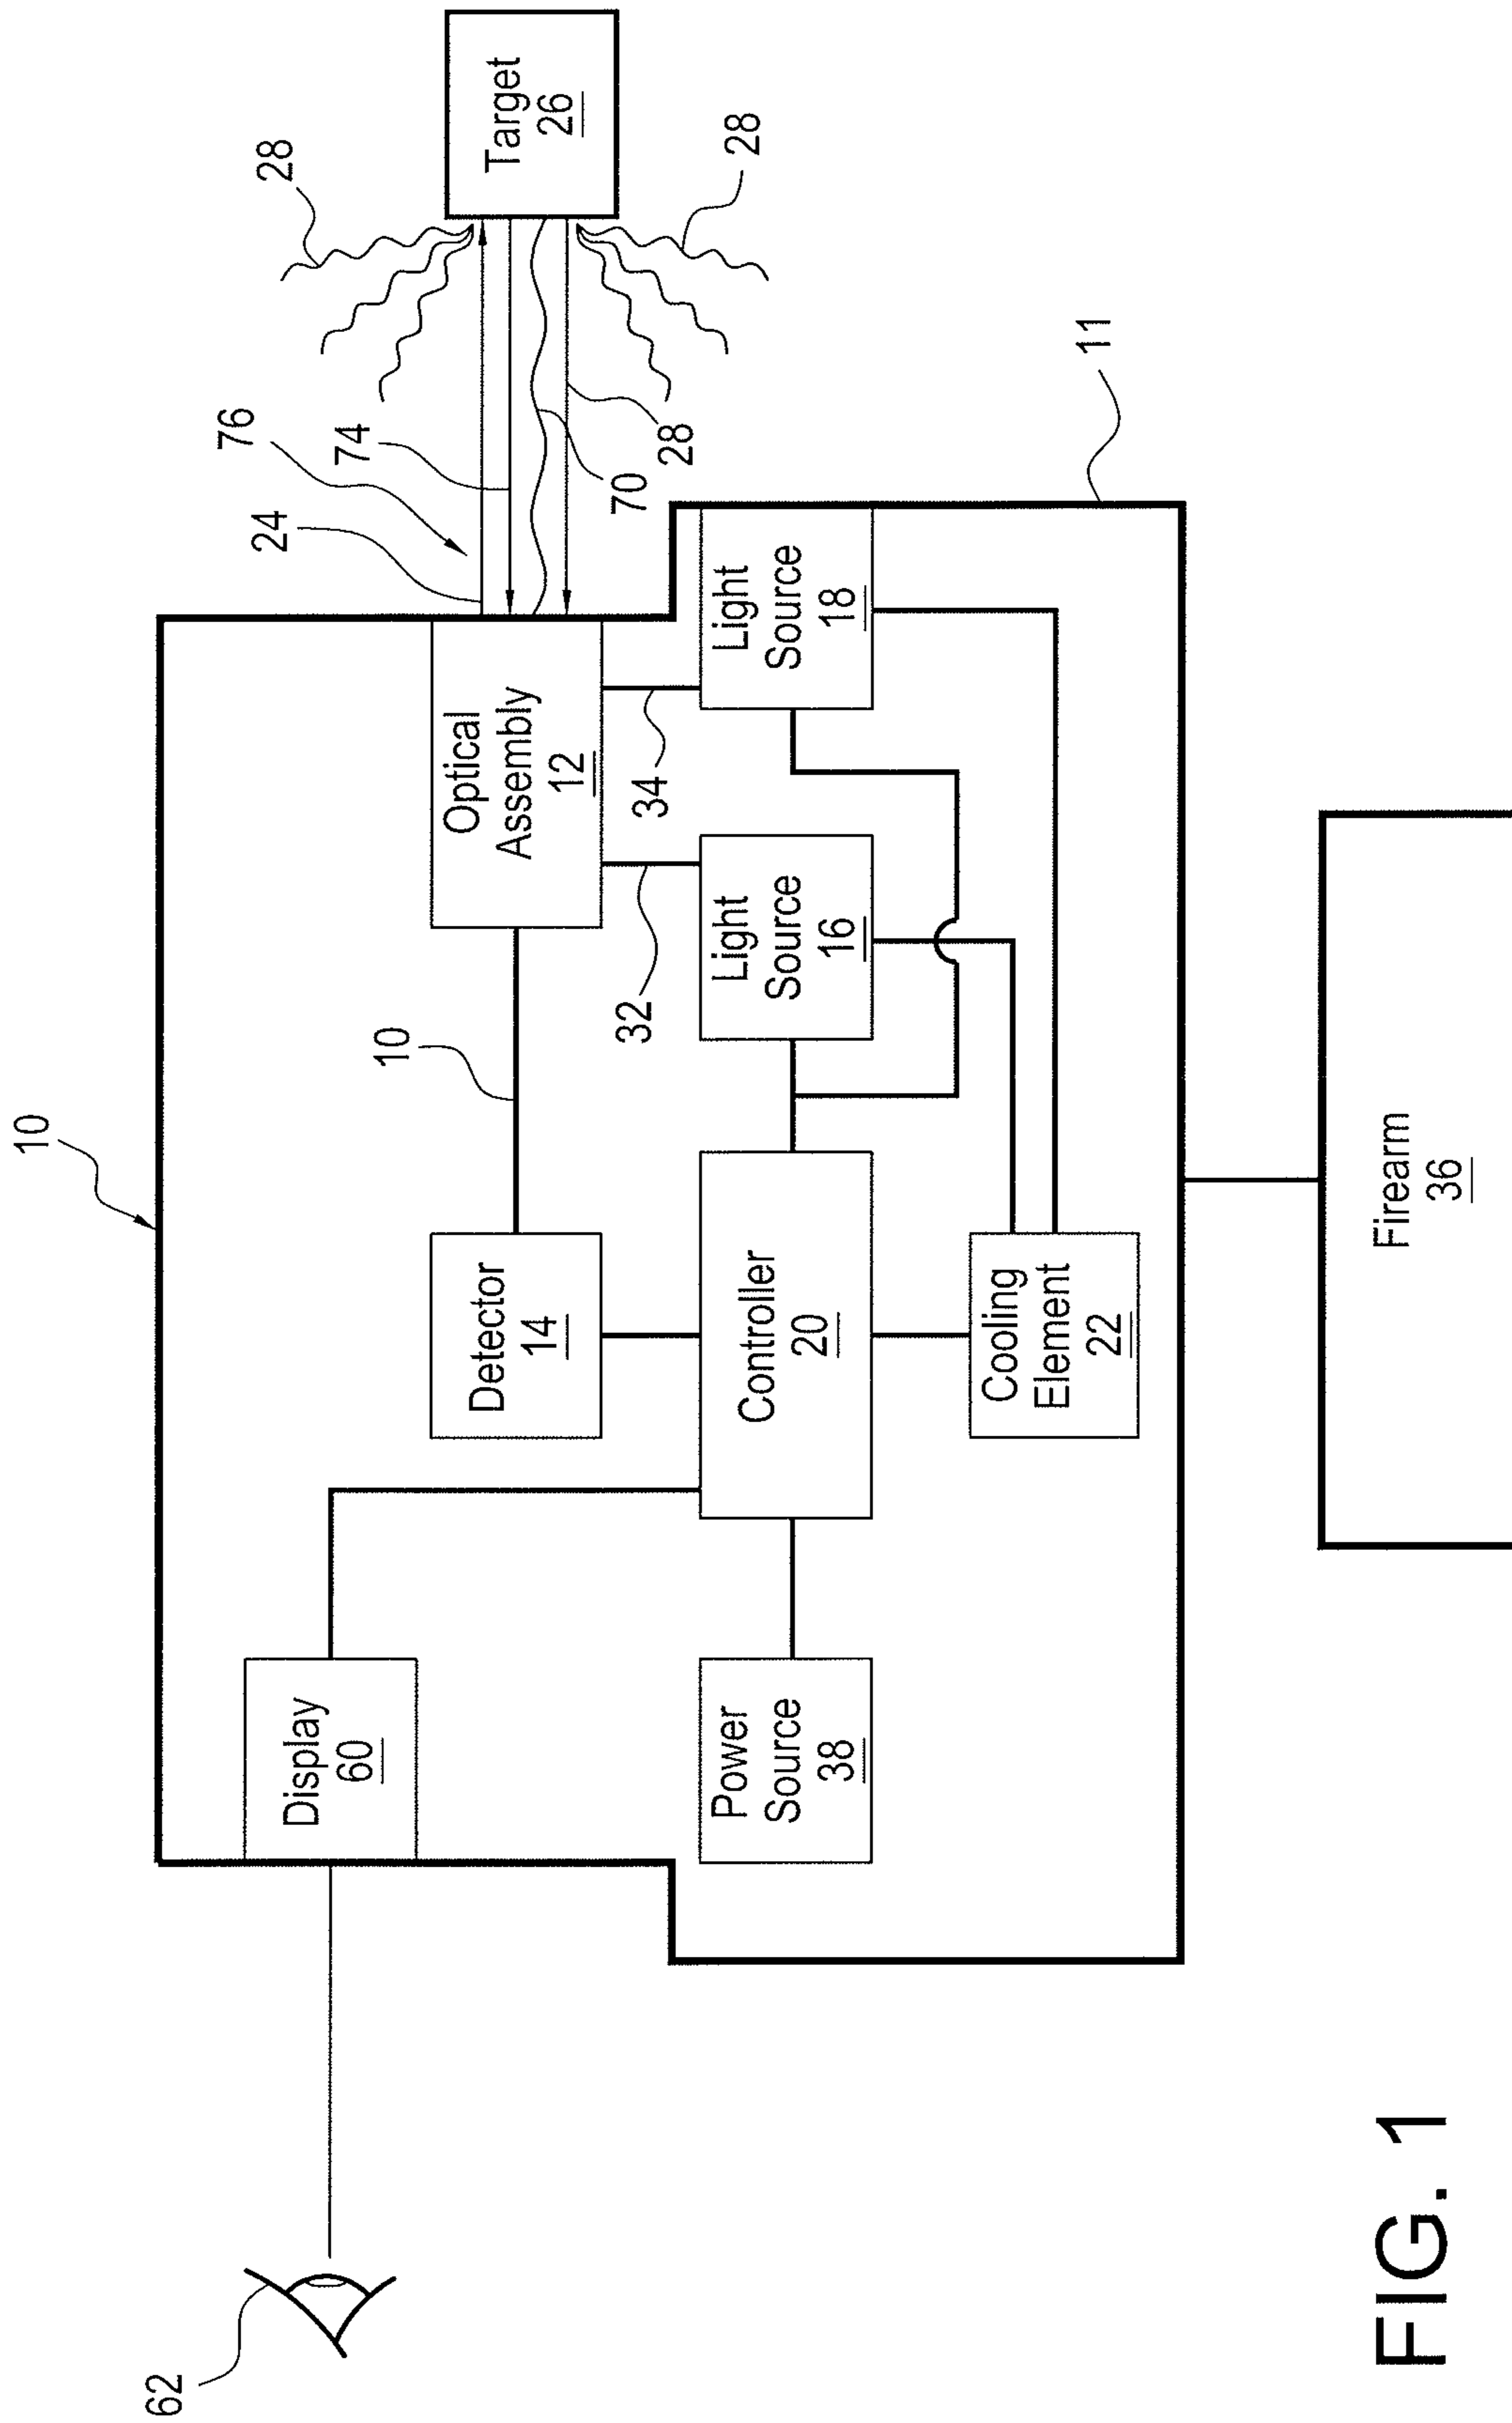 10
62
Display
60
10
28
24
76
74
Target
26
28
Detector
14
Optical
Assembly
12
70
28
32
34
Power
Source
38
Controller
20
Light
Source
16
Light
Source
18
11
Cooling
Element
22
Firearm
36
FIG. 1